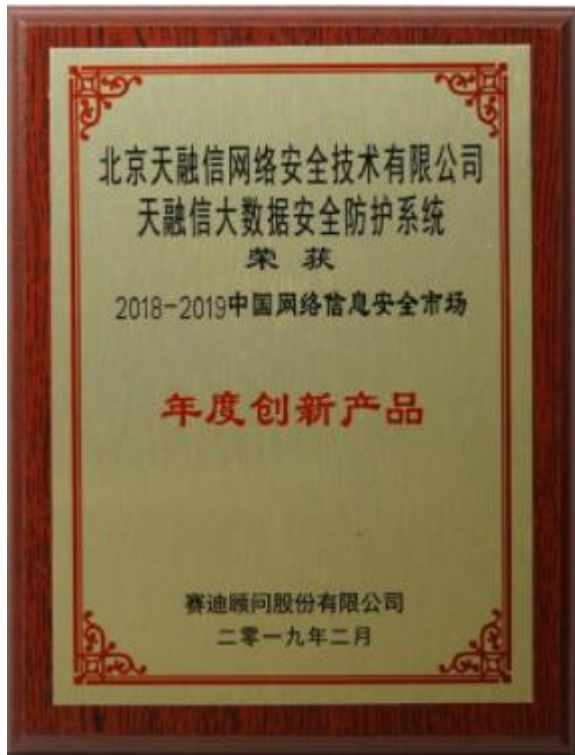 北京天融信网络安全技术有限公司
天融信大数据安全防护系统
荣获
2018-2019中国网络信息安全市场
年度创新产品
赛迪顾问股份有限公司
二零一九年二月